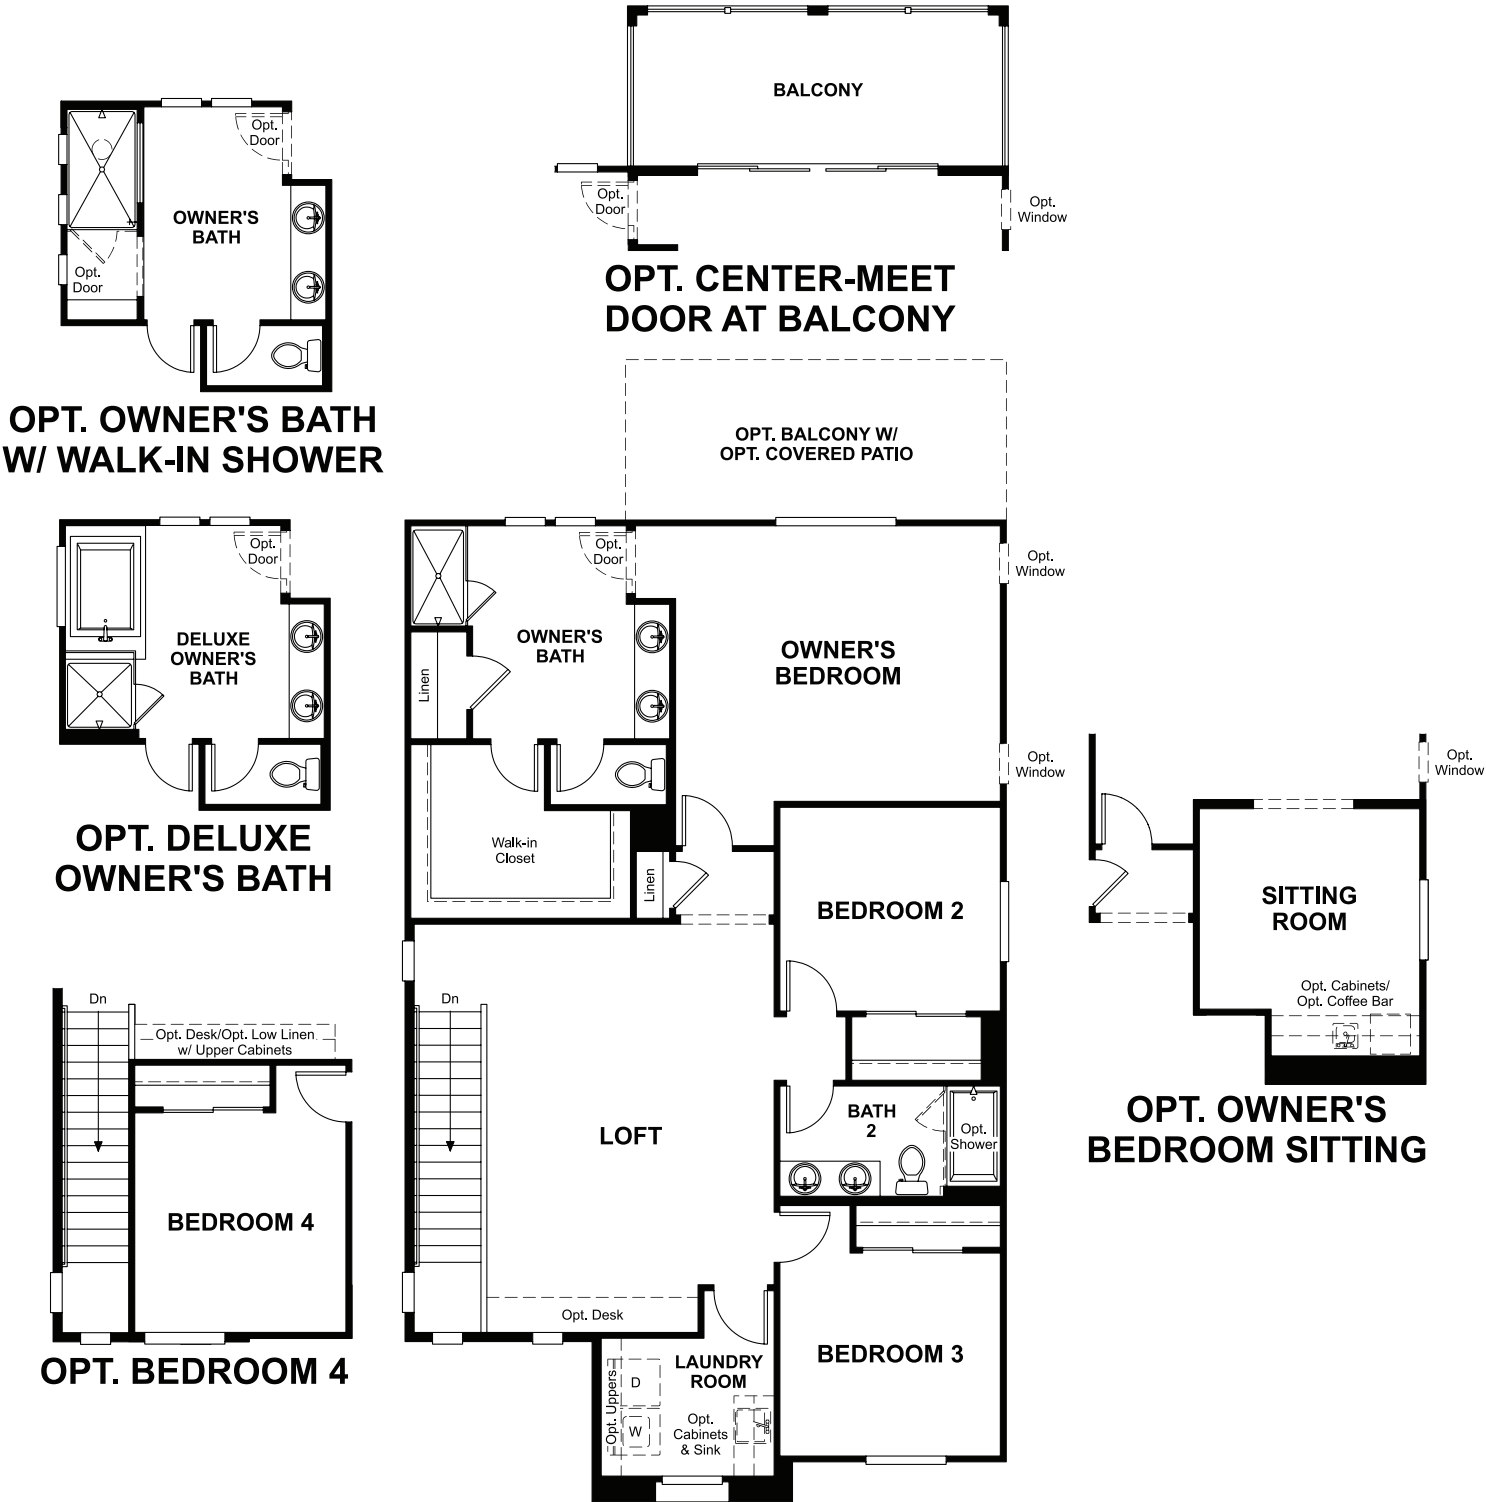 BALCONY
Opt.
Door
Opt.
Window
OPT. CENTER-MEET
DOOR AT BALCONY
Opt.
Door
OWNER'S
BATH
Opt.
Door
OPT. OWNER'S BATH
W/ WALK-IN SHOWER
OPT. BALCONY W/
OPT. COVERED PATIO
Opt.
Door
DELUXE
OWNER'S
BATH
OPT. DELUXE
OWNER'S BATH
Opt.
Door
OWNER'S
BATH
Linen
OWNER'S
BEDROOM
Opt.
Window
Opt.
Window
Walk-in
Closet
Linen
BEDROOM 2
Dn
LOFT
BATH
2
Opt.
Shower
Opt. Desk
BEDROOM 3
LAUNDRY
ROOM
Opt. Uppers
D
W
Opt.
Cabinets
& Sink
Dn
Opt. Desk/Opt. Low Linen
w/ Upper Cabinets
BEDROOM 4
OPT. BEDROOM 4
Opt.
Window
SITTING
ROOM
Opt. Cabinets/
Opt. Coffee Bar
OPT. OWNER'S
BEDROOM SITTING